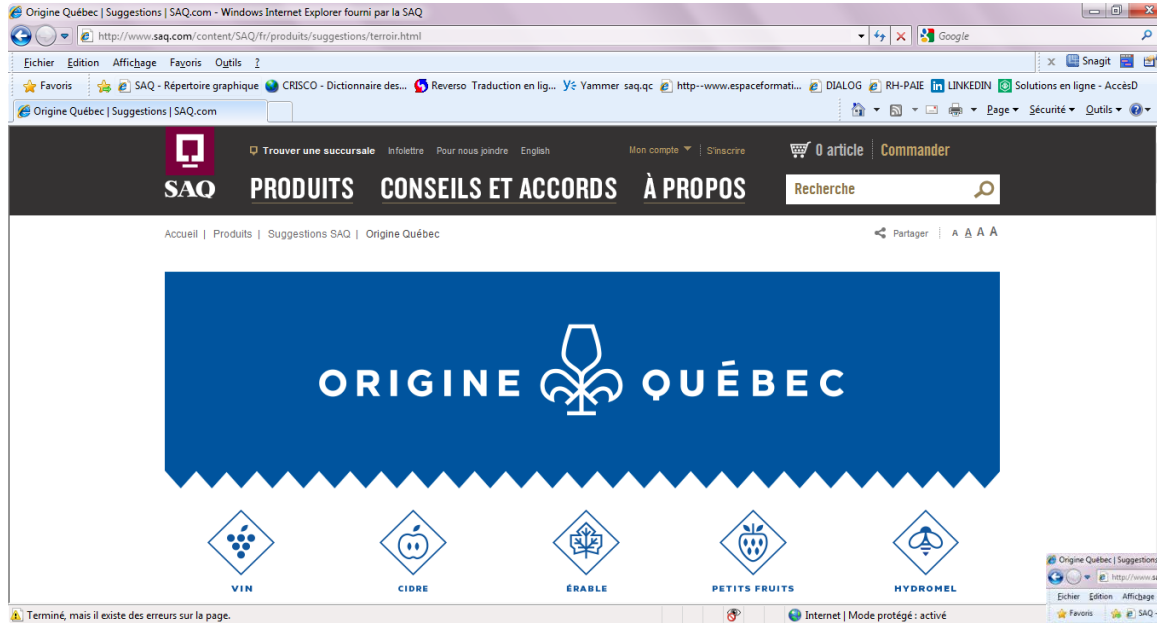 Origine Québec | Suggestions | SAQ.com - Windows Internet Explorer fourni par la SAQ
http://www.saq.com/content/SAQ/fr/produits/suggestions/terroir.html
Google
Fichier Edition Affichage Favoris Outils ?
x Snagit
Favoris SAQ - Répertoire graphique CRISCO - Dictionnaire des... Reverso Traduction en lig... Yammer saq.qc http--www.espaceformati... DIALOG RH-PAIE LINKEDIN Solutions en ligne - AccèsD
Origine Québec | Suggestions | SAQ.com
Page Sécurité Outils
Trouver une succursale Infolettre Pour nous joindre English Mon compte S'inscrire 0 article Commander
SAQ PRODUITS CONSEILS ET ACCORDS À PROPOS Recherche
Accueil | Produits | Suggestions SAQ | Origine Québec
Partager A A A A
ORIGINE QUÉBEC
VIN CIDRE ÉRABLE PETITS FRUITS HYDROMEL
Origine Québec | Suggestions
http://www.sa
Fichier Edition Affichage
Favoris SAQ -
Terminé, mais il existe des erreurs sur la page. Internet | Mode protégé : activé